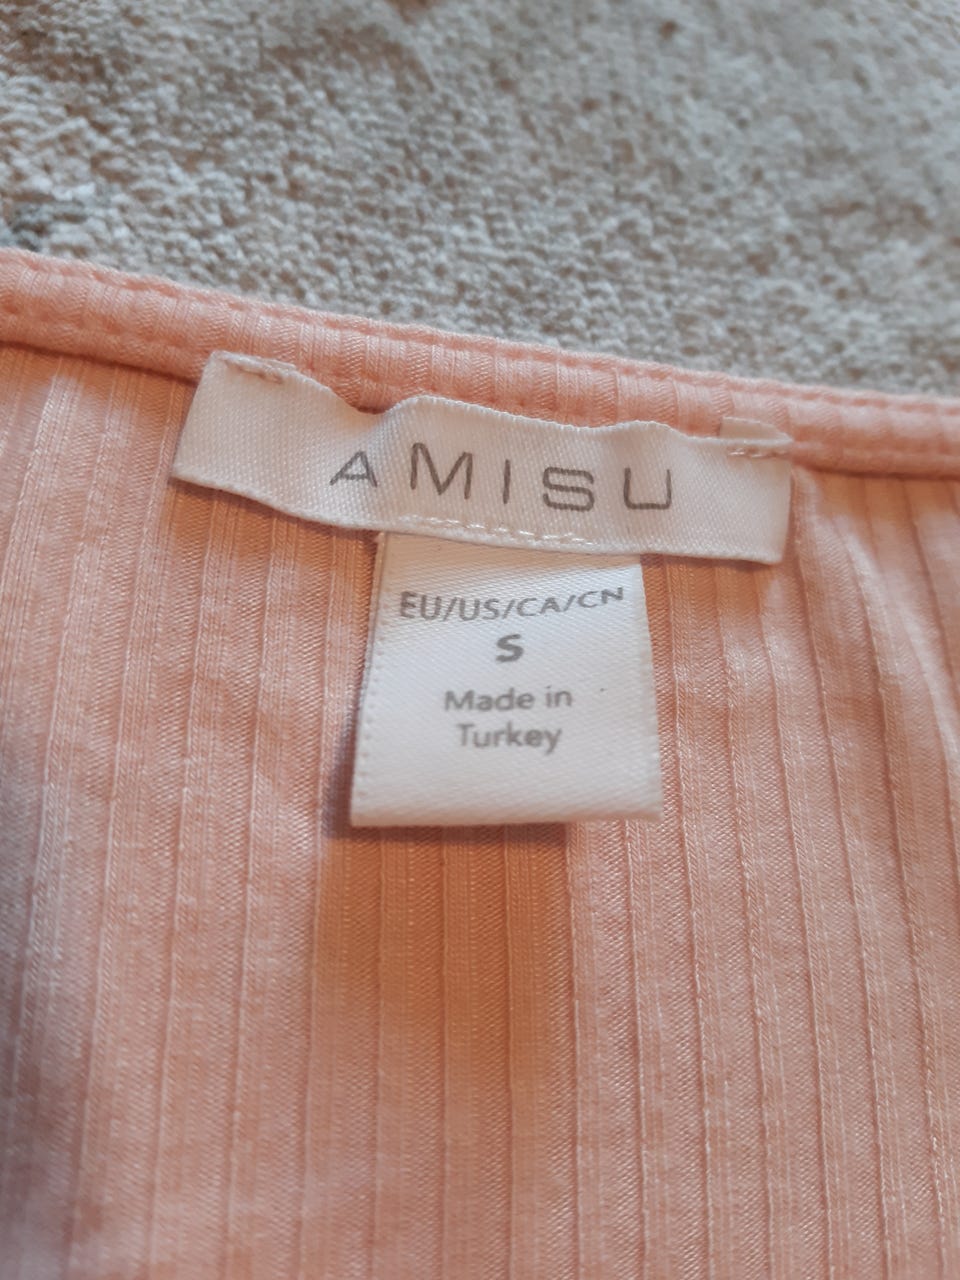 AMISU
EU/US/CA/CN
S
Made in
Turkey